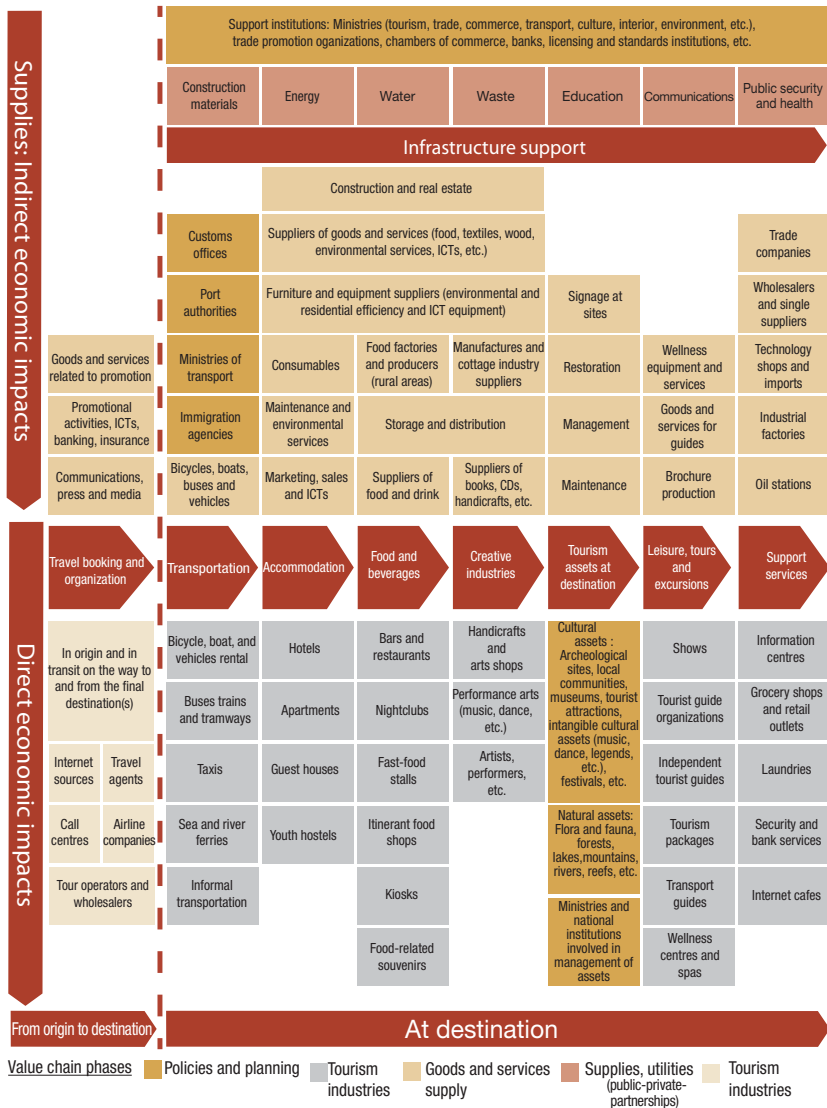 Support institutions: Ministries (tourism, trade, commerce, transport, culture, interior, environment, etc.),
trade promotion oganizations, chambers of commerce, banks, licensing and standards institutions, etc.
Supplies: Indirect economic impacts
Construction
materials
Energy
Water
Waste
Education
Communications
Public security
and health
Infrastructure support
Construction and real estate
Customs
offices
Suppliers of goods and services (food, textiles, wood,
environmental services, ICTs, etc.)
Trade
companies
Port
authorities
Furniture and equipment suppliers (environmental and
residential efficiency and ICT equipment)
Signage at
sites
Wholesalers
and single
suppliers
Goods and services
related to promotion
Ministries of
transport
Consumables
Food factories
and producers
(rural areas)
Manufactures and
cottage industry
suppliers
Restoration
Wellness
equipment and
services
Technology
shops and
imports
Promotional
activities, ICTs,
banking, insurance
Immigration
agencies
Maintenance and
environmental
services
Storage and distribution
Management
Goods and
services for
guides
Industrial
factories
Communications,
press and media
Bicycles, boats,
buses and
vehicles
Marketing, sales
and ICTs
Suppliers of
food and drink
Suppliers of
books, CDs,
handicrafts, etc.
Maintenance
Brochure
production
Oil stations
Direct economic impacts
Travel booking and
organization
Transportation
Accommodation
Food and
beverages
Creative
industries
Tourism
assets at
destination
Leisure, tours
and
excursions
Support
services
In origin and in
transit on the way to
and from the final
destination(s)
Internet
sources
Travel
agents
Call
centres
Airline
companies
Tour operators and
wholesalers
Bicycle, boat, and
vehicles rental
Buses trains
and tramways
Taxis
Sea and river
ferries
Informal
transportation
Hotels
Apartments
Guest houses
Youth hostels
Bars and
restaurants
Nightclubs
Fast-food
stalls
Itinerant food
shops
Kiosks
Food-related
souvenirs
Handicrafts
and
arts shops
Performance arts
(music, dance,
etc.)
Artists,
performers,
etc.
Cultural
assets :
Archeological
sites, local
communities,
museums, tourist
attractions,
intangible cultural
assets (music,
dance, legends,
etc.),
festivals, etc.
Natural assets:
Flora and fauna,
forests,
lakes,mountains,
rivers, reefs, etc.
Ministries and
national
institutions
involved in
management of
assets
Shows
Tourist guide
organizations
Independent
tourist guides
Tourism
packages
Transport
guides
Wellness
centres and
spas
Information
centres
Grocery shops
and retail
outlets
Laundries
Security and
bank services
Internet cafes
From origin to destination
At destination
Value chain phases
Policies and planning
Tourism
industries
Goods and services
supply
Supplies, utilities
(public-private-
partnerships)
Tourism
industries